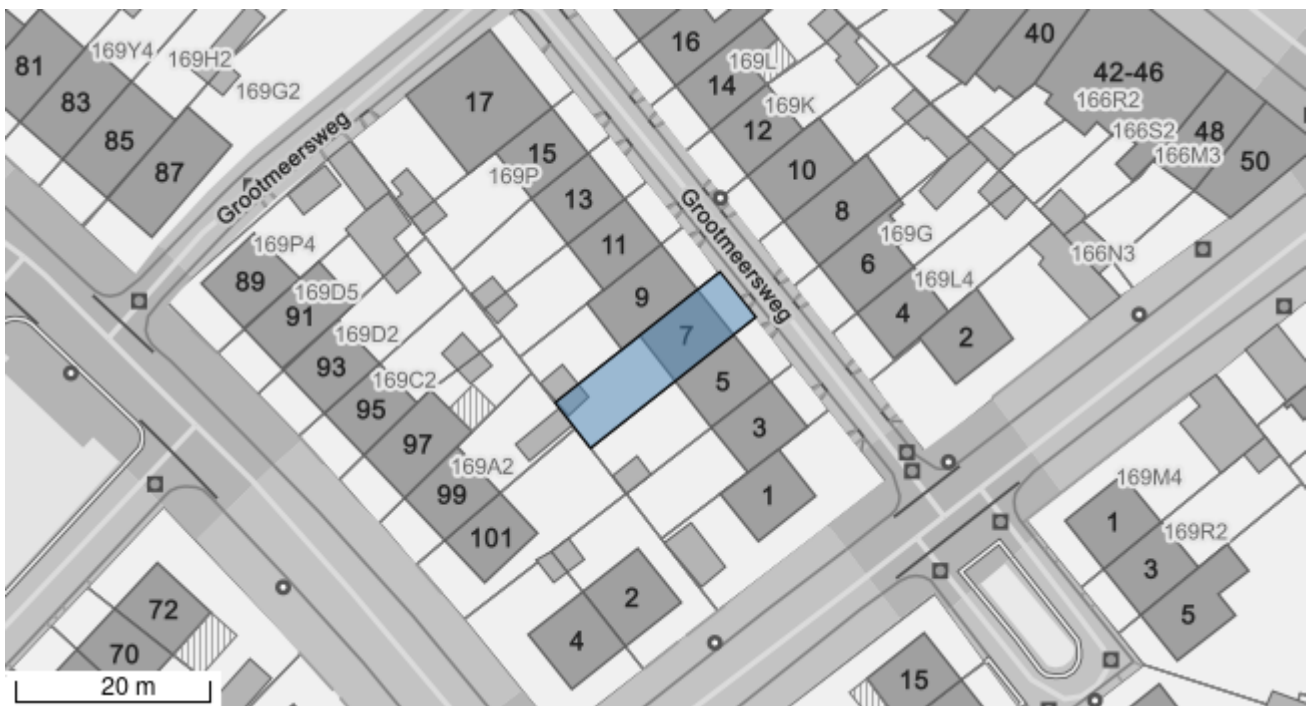 81
169Y4
169H2
83
169G2
85
87
17
15
169P
13
11
9
7
5
3
1
16
169L
14
169K
12
10
8
169G
6
169L4
4
2
40
42-46
166R2
166S2
48
166M3
50
166N3
Grootmeersweg
Grootmeersweg
169P4
89
169D5
91
169D2
93
169C2
95
97
169A2
99
101
2
4
72
70
169M4
1
169R2
3
5
15
20 m